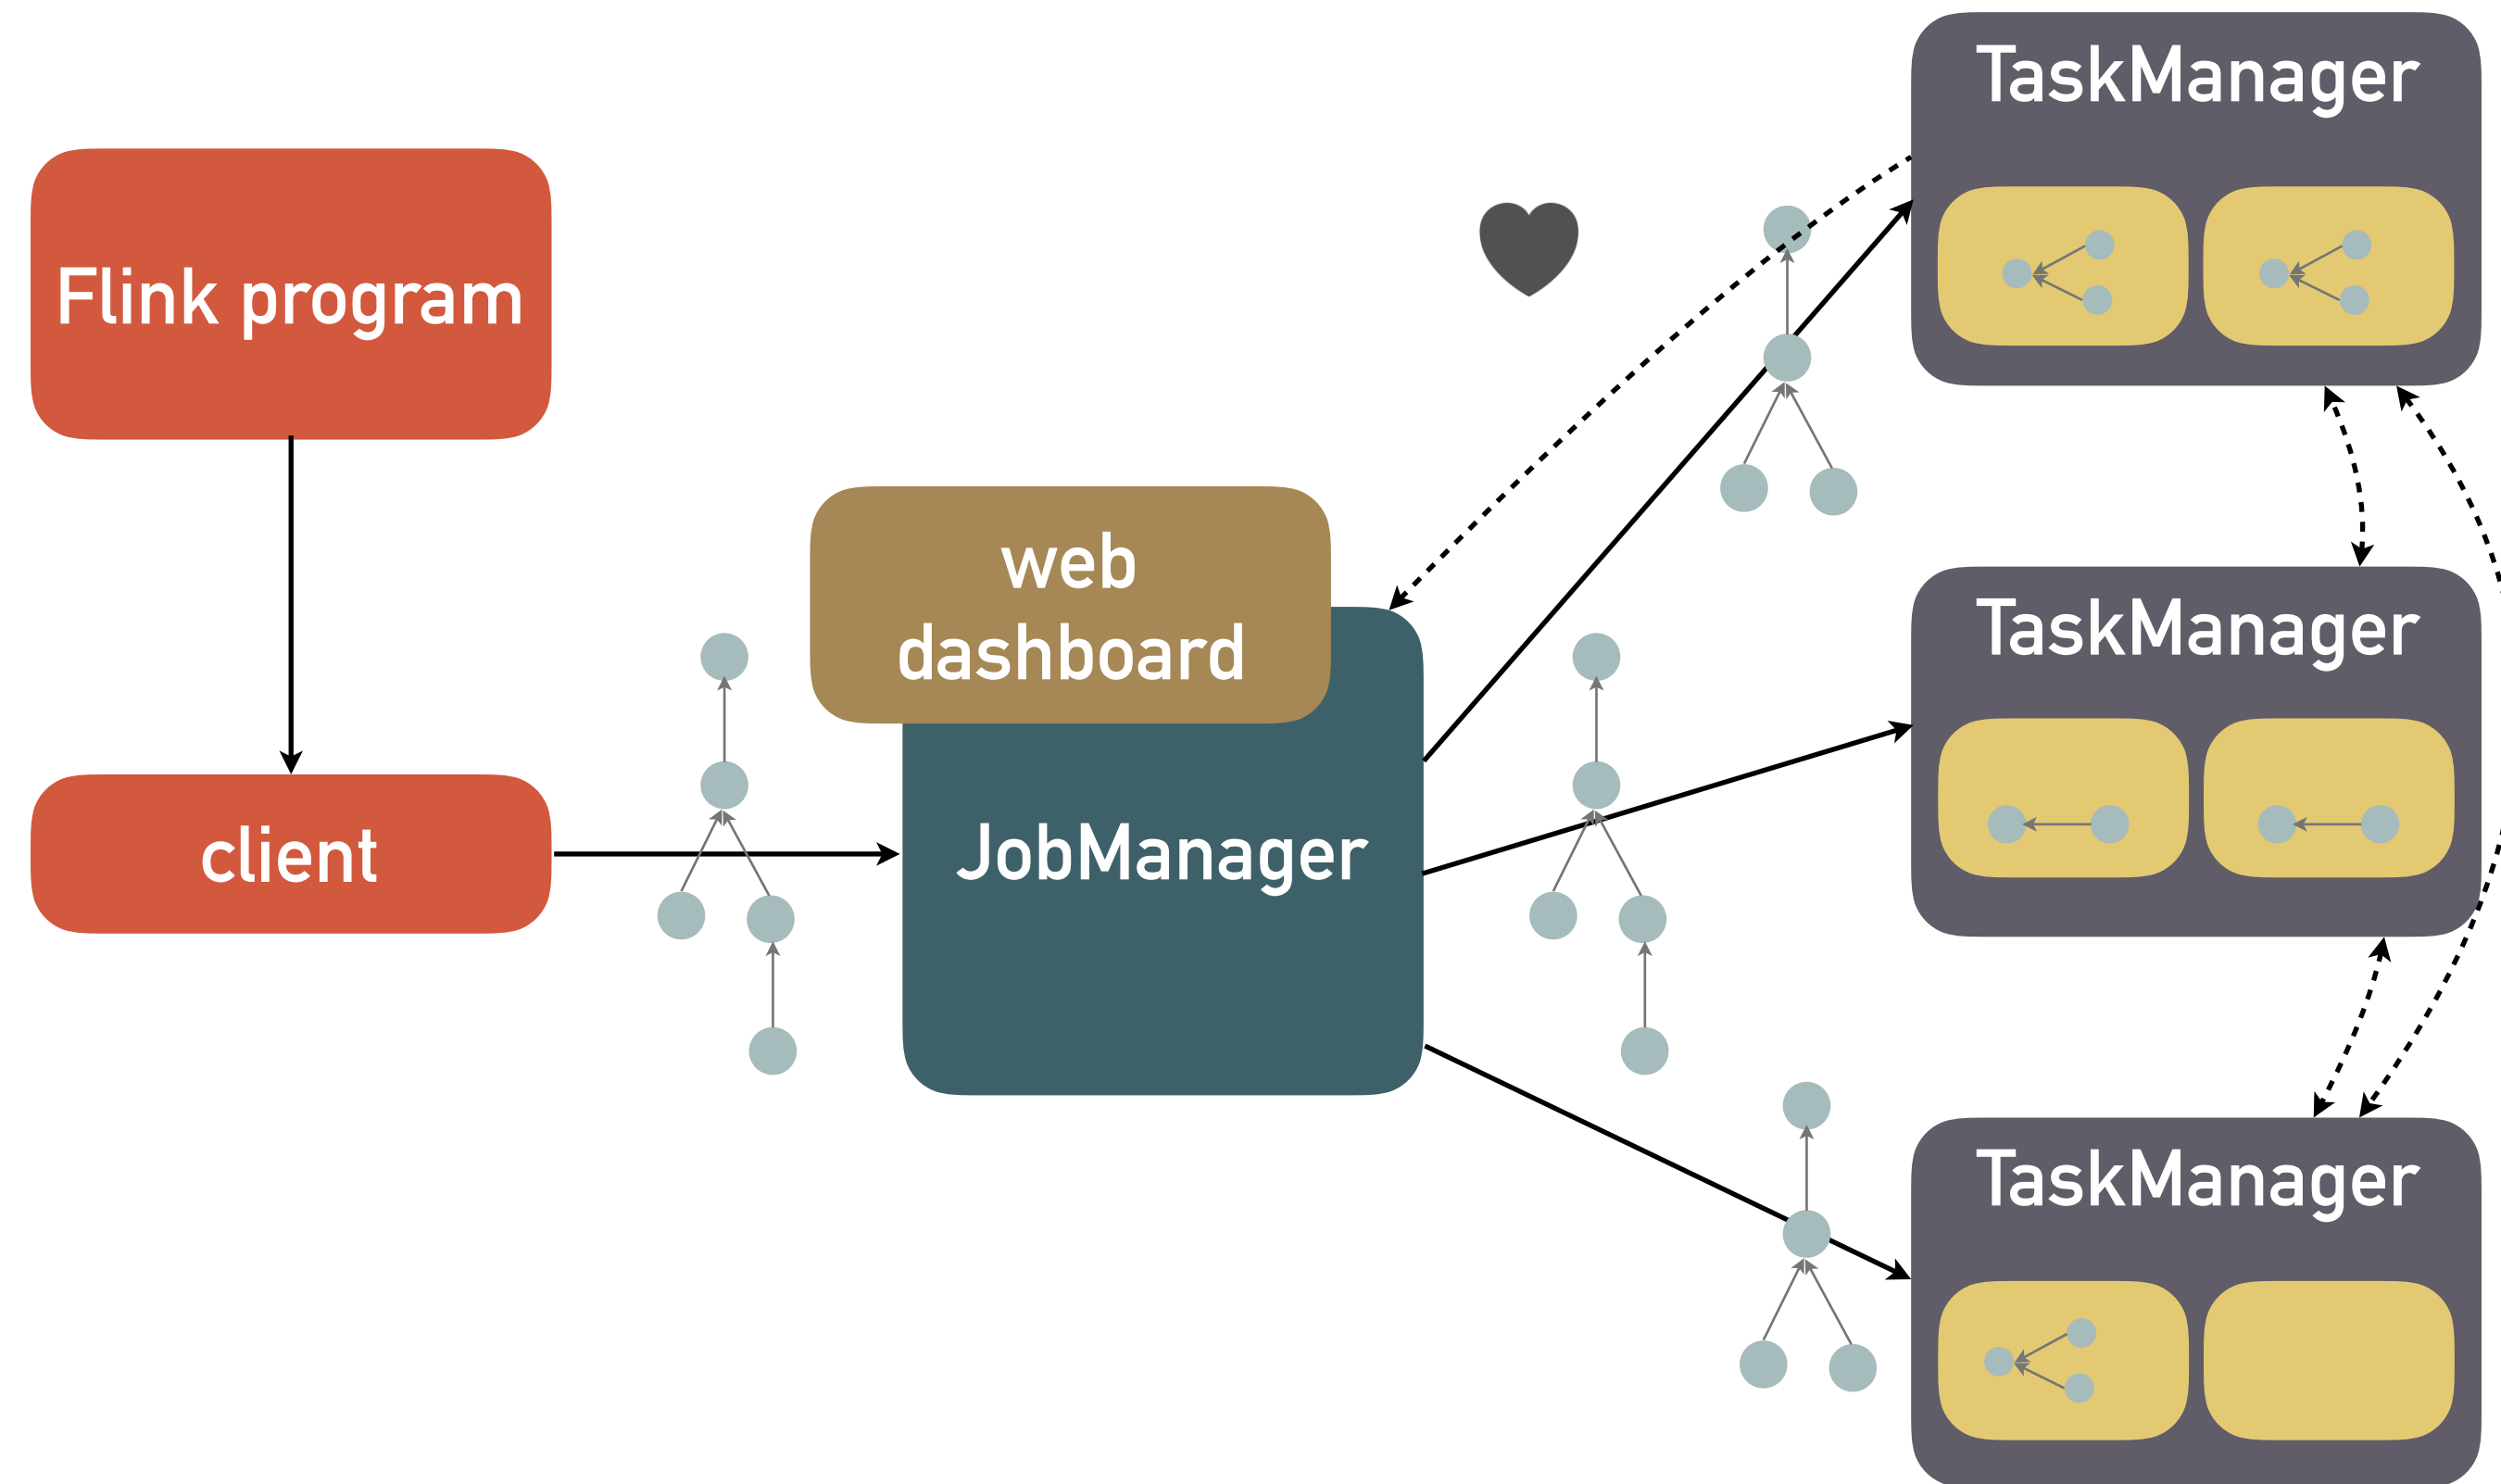 Flink program
client
web
dashboard
JobManager
TaskManager
TaskManager
TaskManager